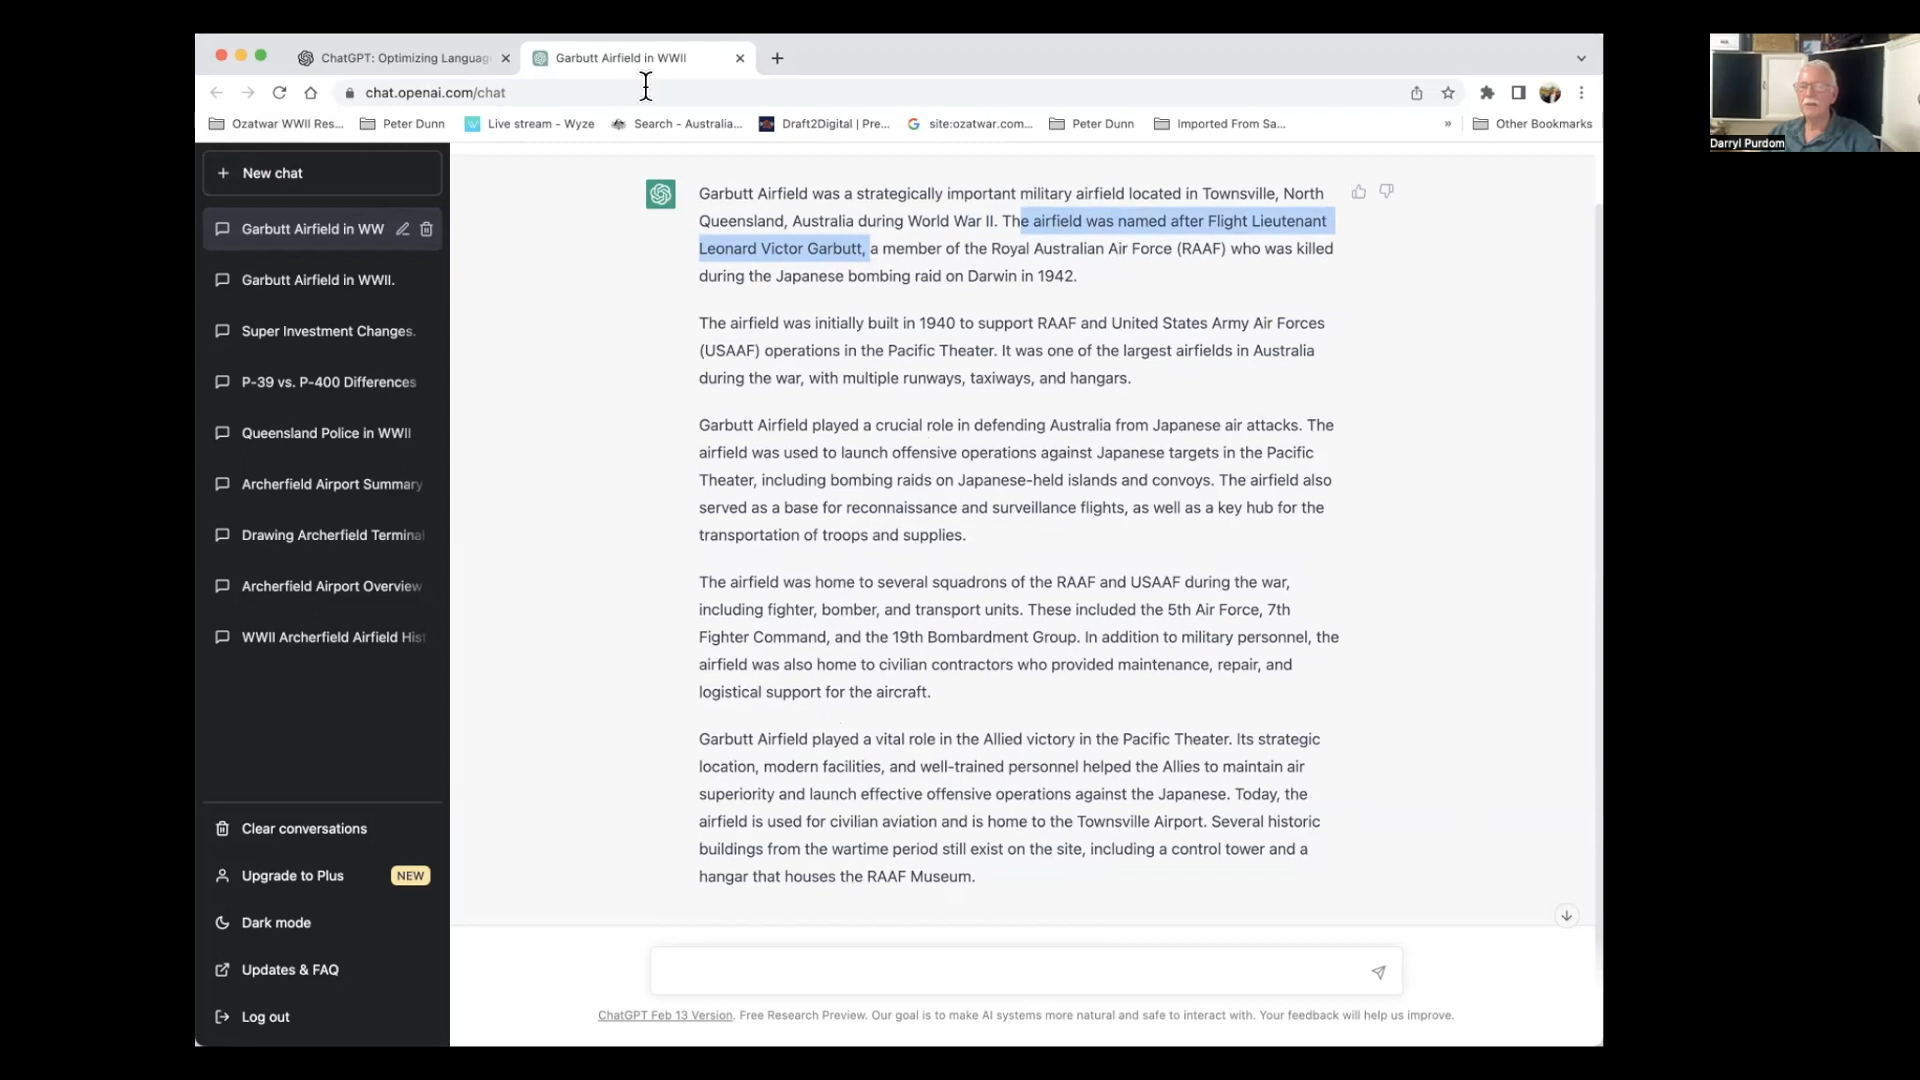 ChatGPT: Optimizing Languag
Garbutt Airfield in WWII
chat.openai.com/chat
Ozatwar WWII Res...
Peter Dunn
Live stream - Wyze
Search - Australia...
Draft2Digital | Pre...
site:ozatwar.com...
Peter Dunn
Imported From Sa...
»
Other Bookmarks
Darryl Purdom
+ New chat
Garbutt Airfield in WW
Garbutt Airfield in WWII.
Super Investment Changes.
P-39 vs. P-400 Differences
Queensland Police in WWII
Archerfield Airport Summary
Drawing Archerfield Terminal
Archerfield Airport Overview
WWII Archerfield Airfield His
Clear conversations
Upgrade to Plus NEW
Dark mode
Updates & FAQ
Log out
Garbutt Airfield was a strategically important military airfield located in Townsville, North
Queensland, Australia during World War II. The airfield was named after Flight Lieutenant
Leonard Victor Garbutt, a member of the Royal Australian Air Force (RAAF) who was killed
during the Japanese bombing raid on Darwin in 1942.
The airfield was initially built in 1940 to support RAAF and United States Army Air Forces
(USAAF) operations in the Pacific Theater. It was one of the largest airfields in Australia
during the war, with multiple runways, taxiways, and hangars.
Garbutt Airfield played a crucial role in defending Australia from Japanese air attacks. The
airfield was used to launch offensive operations against Japanese targets in the Pacific
Theater, including bombing raids on Japanese-held islands and convoys. The airfield also
served as a base for reconnaissance and surveillance flights, as well as a key hub for the
transportation of troops and supplies.
The airfield was home to several squadrons of the RAAF and USAAF during the war,
including fighter, bomber, and transport units. These included the 5th Air Force, 7th
Fighter Command, and the 19th Bombardment Group. In addition to military personnel, the
airfield was also home to civilian contractors who provided maintenance, repair, and
logistical support for the aircraft.
Garbutt Airfield played a vital role in the Allied victory in the Pacific Theater. Its strategic
location, modern facilities, and well-trained personnel helped the Allies to maintain air
superiority and launch effective offensive operations against the Japanese. Today, the
airfield is used for civilian aviation and is home to the Townsville Airport. Several historic
buildings from the wartime period still exist on the site, including a control tower and a
hangar that houses the RAAF Museum.
ChatGPT Feb 13 Version. Free Research Preview. Our goal is to make AI systems more natural and safe to interact with. Your feedback will help us improve.